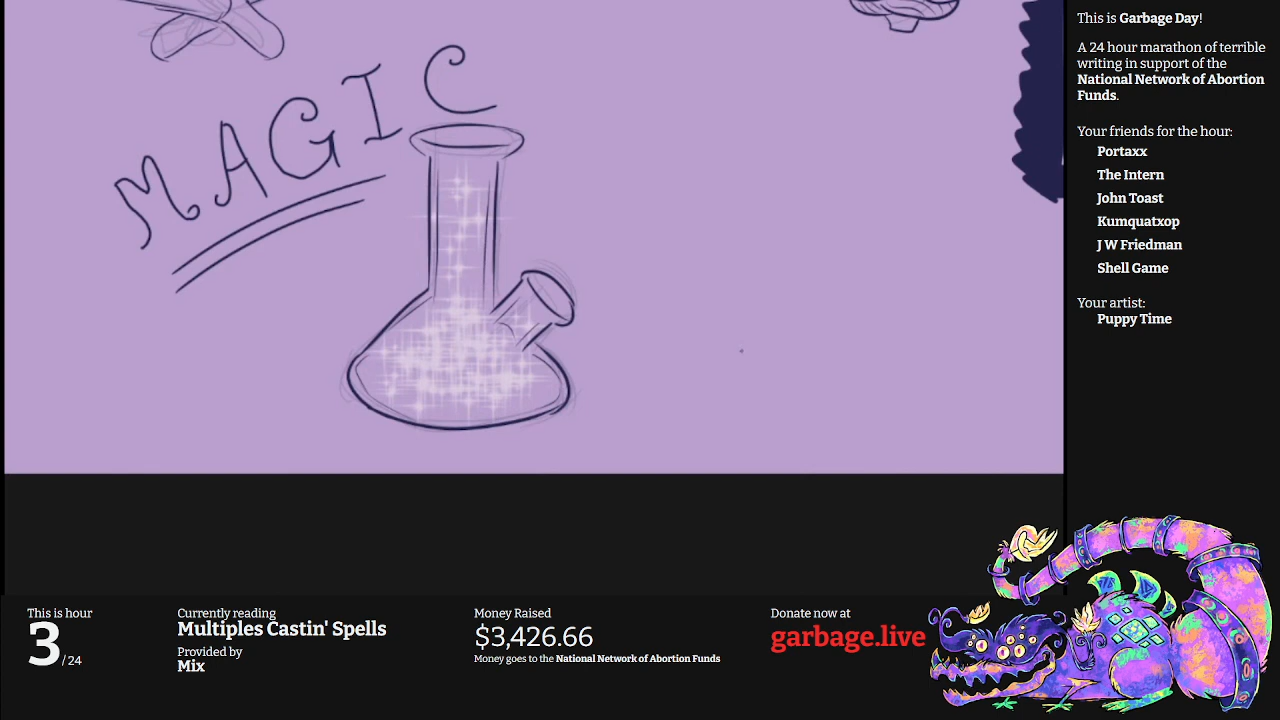 MAGIC
This is Garbage Day!
A 24 hour marathon of terrible
writing in support of the
National Network of Abortion
Funds.
Your friends for the hour:
Portaxx
The Intern
John Toast
Kumquatxop
J W Friedman
Shell Game
Your artist:
Puppy Time
This is hour
3/24
Currently reading
Multiples Castin' Spells
Provided by
Mix
Money Raised
$3,426.66
Money goes to the National Network of Abortion Funds
Donate now at
garbage.live